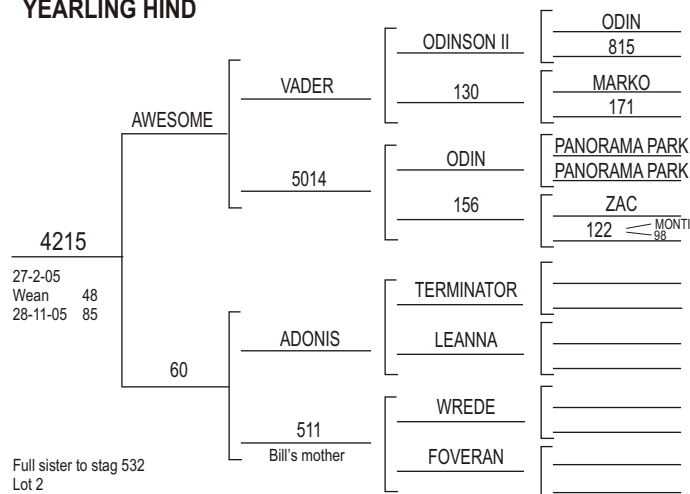 YEARLING HIND
4215
27-2-05
Wean 48
28-11-05 85
Full sister to stag 532
Lot 2
AWESOME
60
VADER
5014
ADONIS
511
Bill's mother
ODINSON II
130
ODIN
156
TERMINATOR
LEANNA
WREDE
FOVERAN
ODIN
815
MARKO
171
PANORAMA PARK
PANORAMA PARK
ZAC
122
MONTI
98